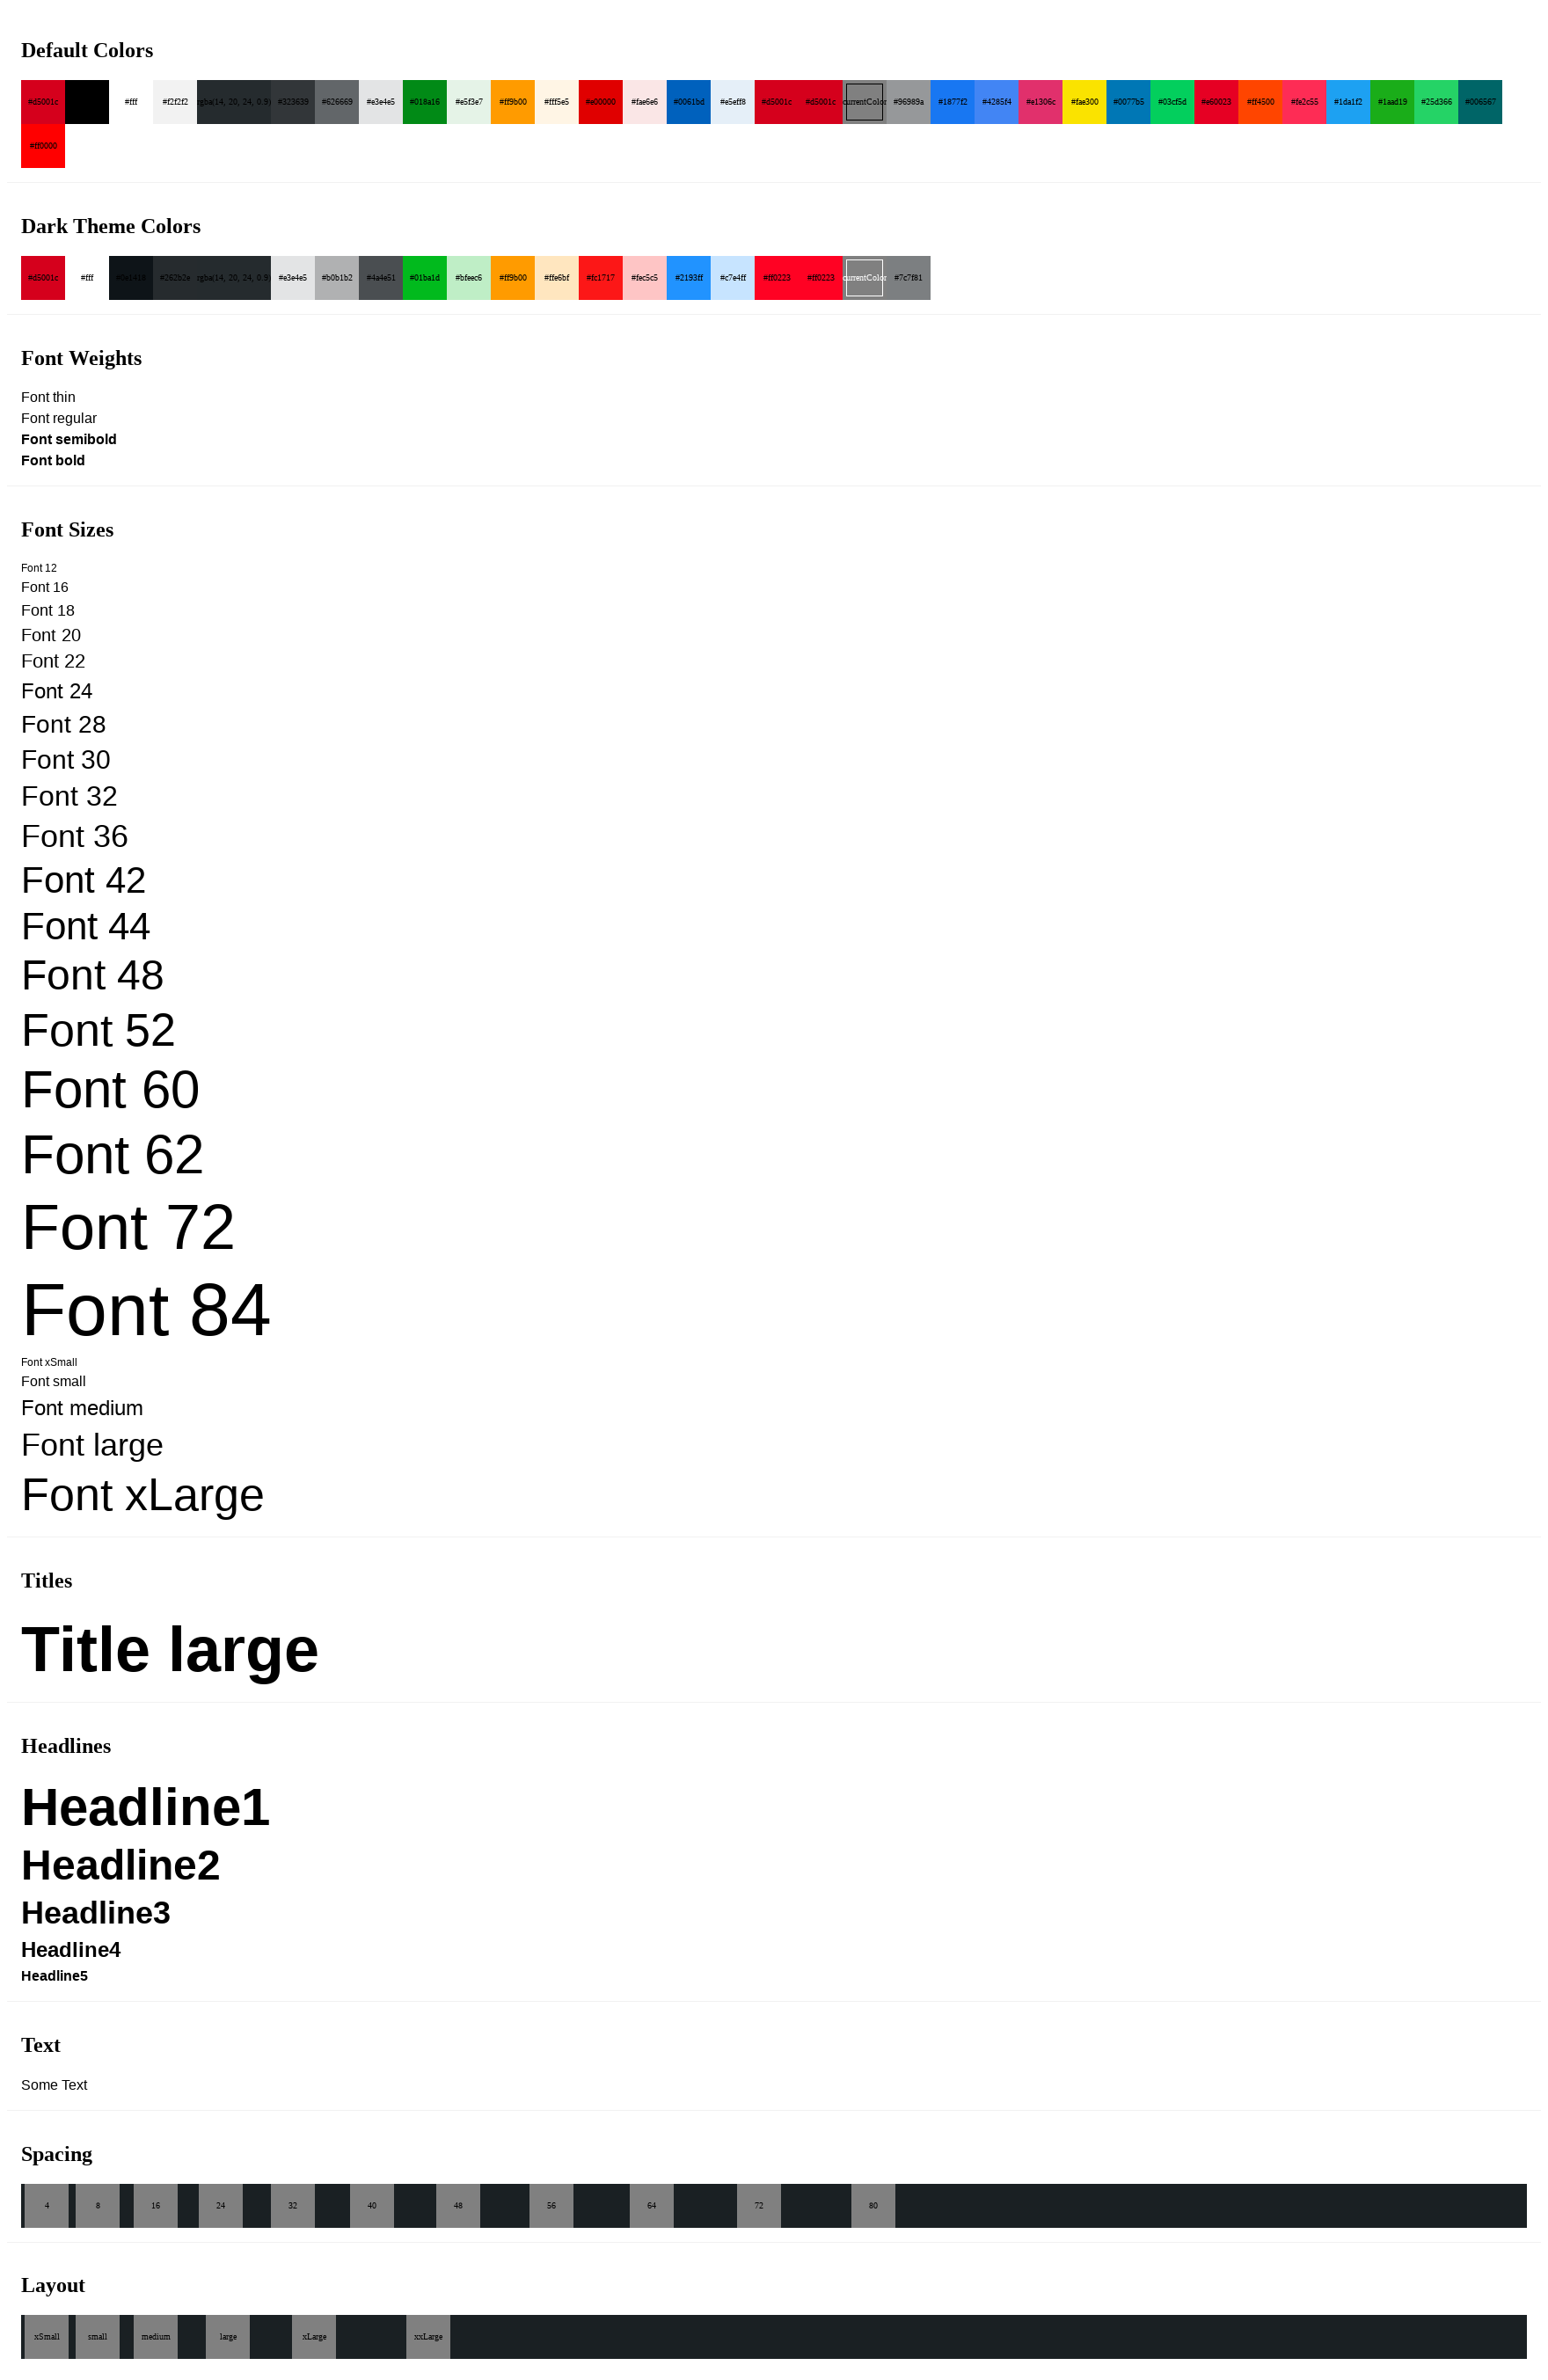 Default Colors
#d5001c #fff #f2f2f2 rgba(14, 20, 24, 0.9) #323639 #626669 #e3e4e5 #018a16 #e5f3e7 #ff9b00 #fff5e5 #e00000 #fae6e6 #0061bd #e5eff8 #d5001c #d5001c currentColor #96989a #1877f2 #4285f4 #e1306c #fae300 #0077b5 #03cf5d #e60023 #ff4500 #fe2c55 #1da1f2 #1aad19 #25d366 #006567
#ff0000
Dark Theme Colors
#d5001c #fff #0e1418 #262b2e rgba(14, 20, 24, 0.9) #e3e4e5 #b0b1b2 #4a4e51 #01ba1d #bfeec6 #ff9b00 #ffe6bf #fc1717 #fec5c5 #2193ff #c7e4ff #ff0223 #ff0223 currentColor #7c7f81
Font Weights
Font thin
Font regular
Font semibold
Font bold
Font Sizes
Font 12
Font 16
Font 18
Font 20
Font 22
Font 24
Font 28
Font 30
Font 32
Font 36
Font 42
Font 44
Font 48
Font 52
Font 60
Font 62
Font 72
Font 84
Font xSmall
Font small
Font medium
Font large
Font xLarge
Titles
Title large
Headlines
Headline1
Headline2
Headline3
Headline4
Headline5
Text
Some Text
Spacing
4 8 16 24 32 40 48 56 64 72 80
Layout
xSmall small medium large xLarge xxLarge